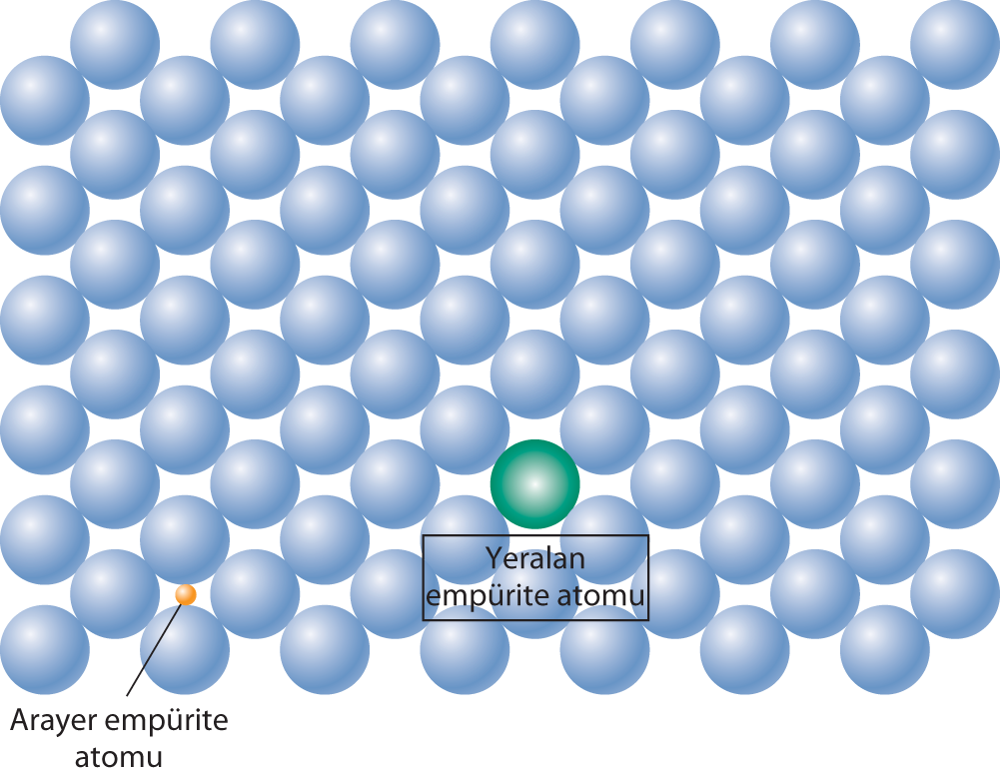 Yeralan
empürite atomu
Arayer empürite
atomu